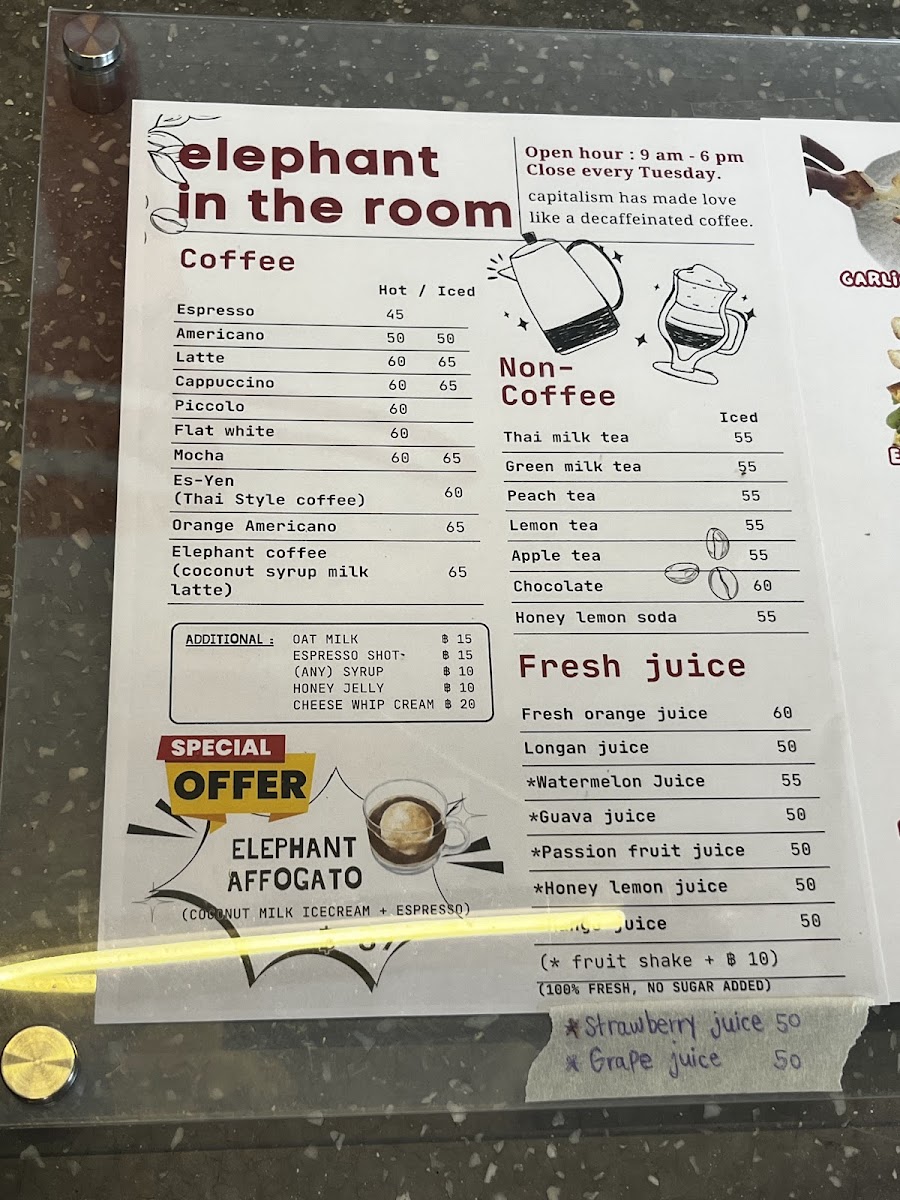 elephant
in the room
Open hour : 9 am - 6 pm
Close every Tuesday.
capitalism has made love
like a decaffeinated coffee.
Coffee
Hot / Iced
Espresso 45
Americano 50 50
Latte 60 65
Cappuccino 60 65
Piccolo 60
Flat white 60
Mocha 60 65
Es-Yen
(Thai Style coffee) 60
Orange Americano 65
Elephant coffee
(coconut syrup milk 65
latte)
ADDITIONAL : OAT MILK ฿ 15
ESPRESSO SHOT ฿ 15
(ANY) SYRUP ฿ 10
HONEY JELLY ฿ 10
CHEESE WHIP CREAM ฿ 20
SPECIAL
OFFER
ELEPHANT
AFFOGATO
(COCONUT MILK ICECREAM + ESPRESSO)
฿
Non-
Coffee
Iced
Thai milk tea 55
Green milk tea 55
Peach tea 55
Lemon tea 55
Apple tea 55
Chocolate 60
Honey lemon soda 55
Fresh juice
Fresh orange juice 60
Longan juice 50
*Watermelon Juice 55
*Guava juice 50
*Passion fruit juice 50
*Honey lemon juice 50
juice 50
(* fruit shake + ฿ 10)
(100% FRESH, NO SUGAR ADDED)
* Strawberry juice 50
* Grape juice 50